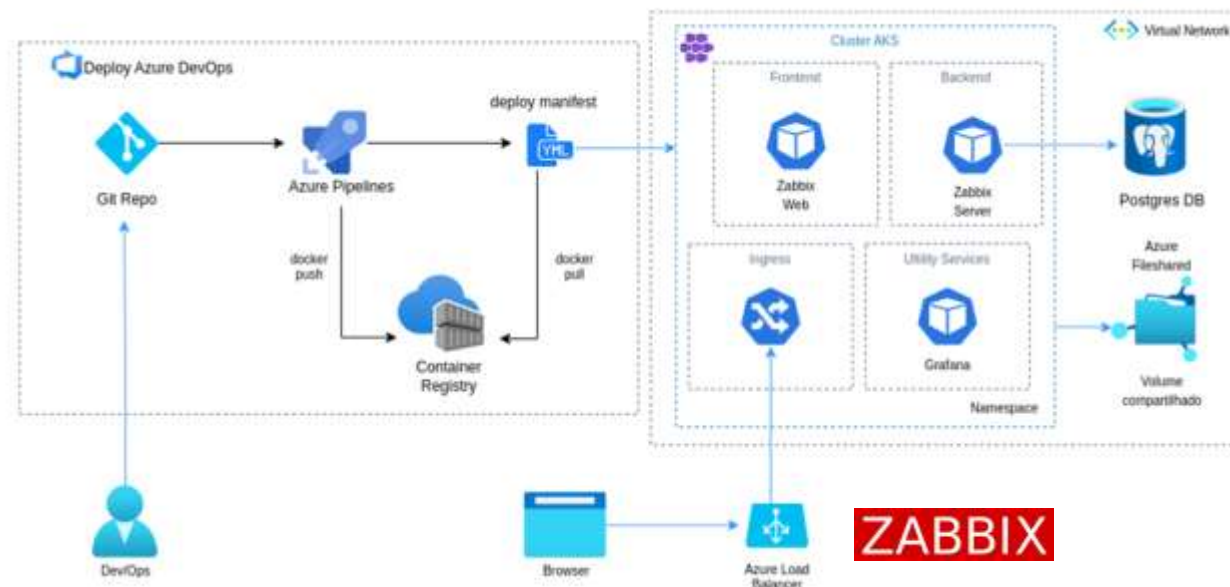 Deploy Azure DevOps
Git Repo
Azure Pipelines
deploy manifest
YML
docker
push
docker
pull
Container
Registry
Dev/Ops
Virtual Network
Cluster AKS
Frontend
Zabbix
Web
Backend
Zabbix
Server
Postgres DB
Ingress
Utility Services
Grafana
Namespace
Azure
Fileshared
Volume
compartilhado
Browser
Azure Load
Balancer
ZABBIX